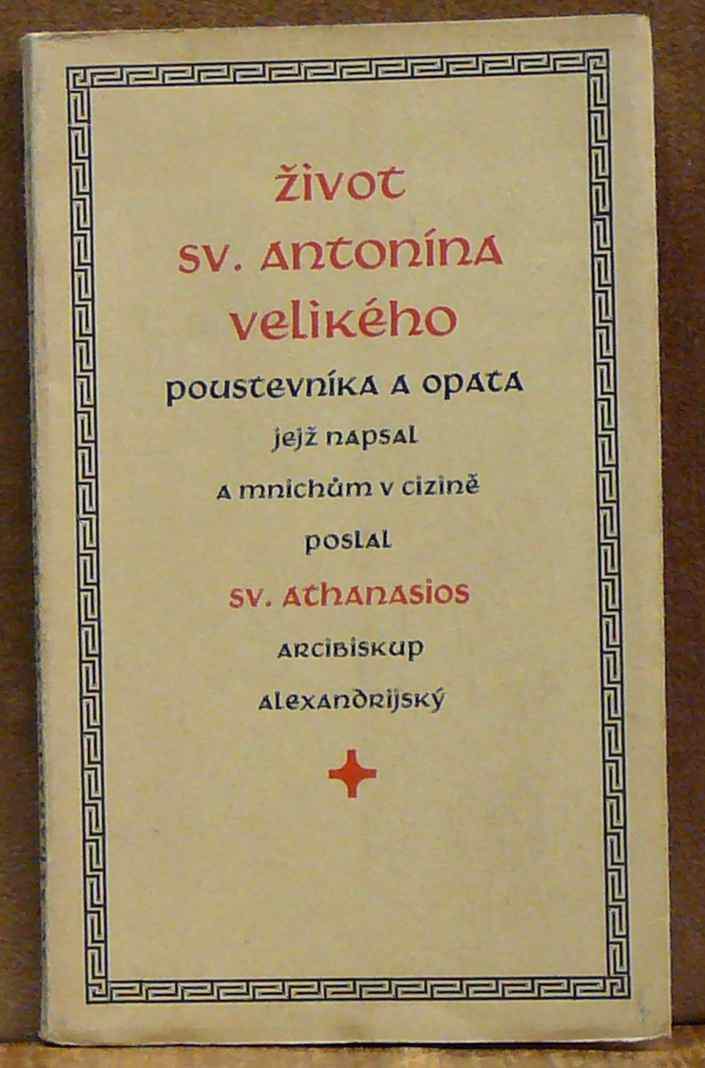 život
sv. Antonína
velikého
poustevníka a opata
jejž napsal
a mnichům v cizině
poslal
sv. Athanasios
arcibiskup
alexandrijský